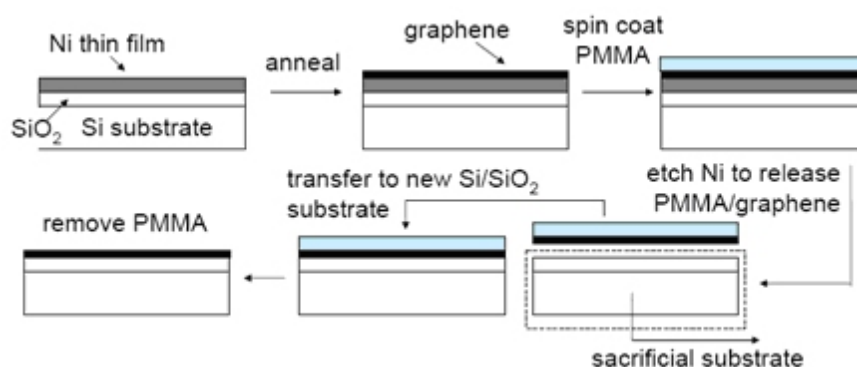 Ni thin film
SiO₂
Si substrate
anneal
graphene
spin coat
PMMA
etch Ni to release
PMMA/graphene
sacrificial substrate
transfer to new Si/SiO₂
substrate
remove PMMA